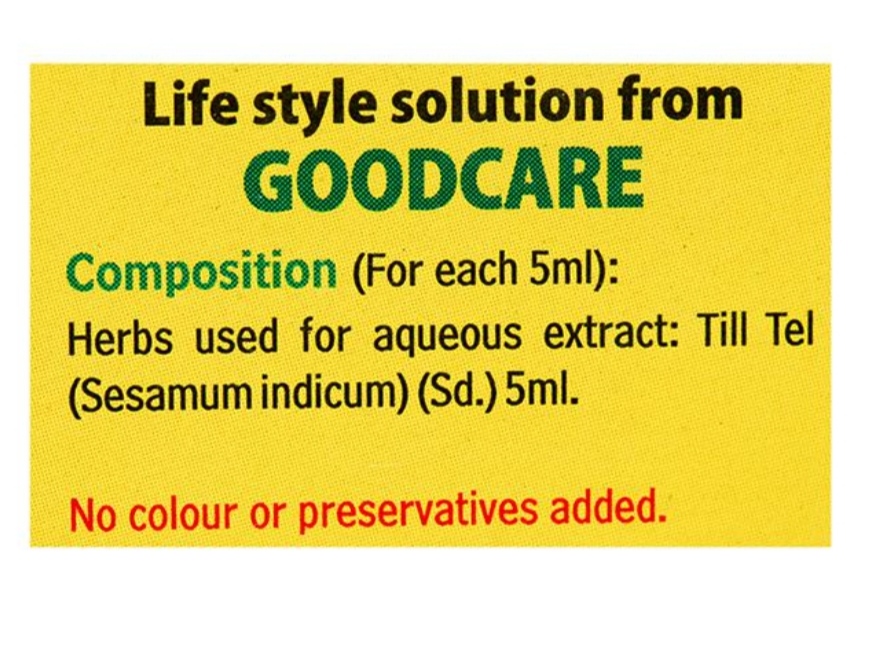 Life style solution from
GOODCARE
Composition (For each 5ml):
Herbs used for aqueous extract: Till Tel
(Sesamum indicum) (Sd.) 5ml.
No colour or preservatives added.